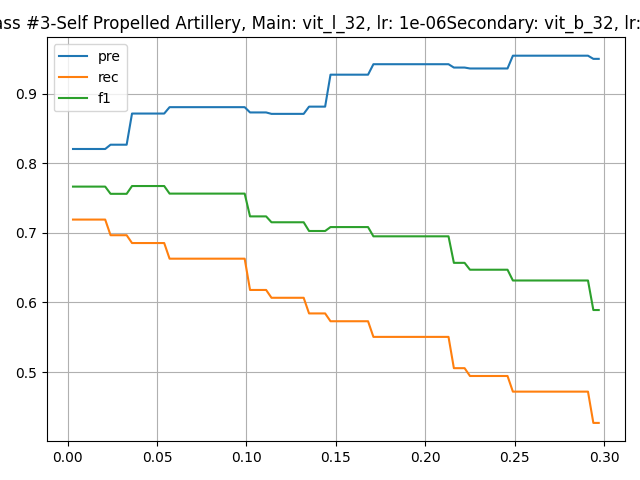 ass #3-Self Propelled Artillery, Main: vit_l_32, lr: 1e-06Secondary: vit_b_32, lr:
pre
rec
f1
0.9
0.8
0.7
0.6
0.5
0.00 0.05 0.10 0.15 0.20 0.25 0.30